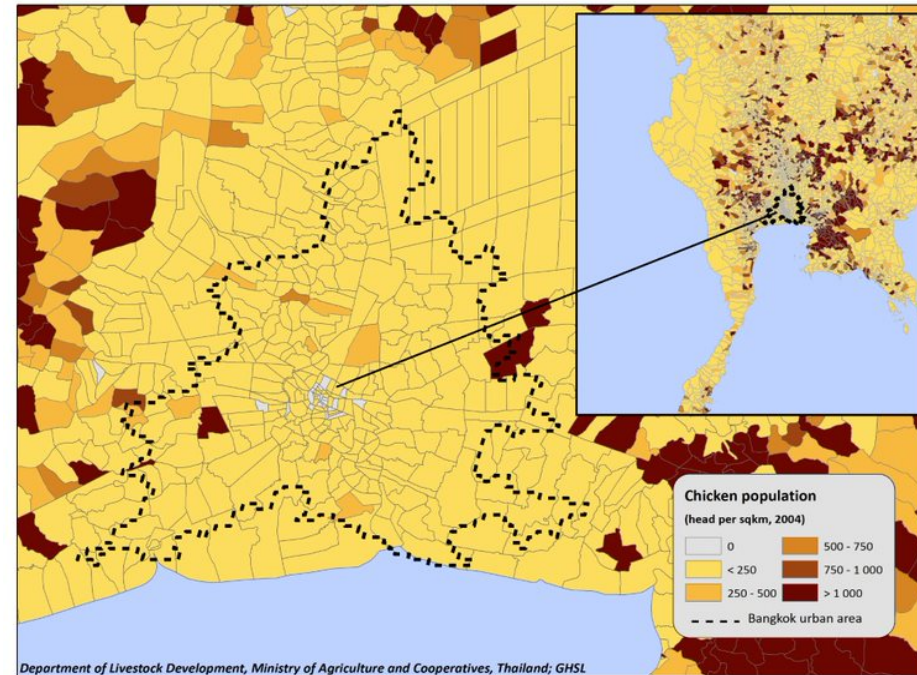 Chicken population
(head per sqkm, 2004)
0
< 250
250 - 500
500 - 750
750 - 1 000
> 1 000
Bangkok urban area
Department of Livestock Development, Ministry of Agriculture and Cooperatives, Thailand; GHSL